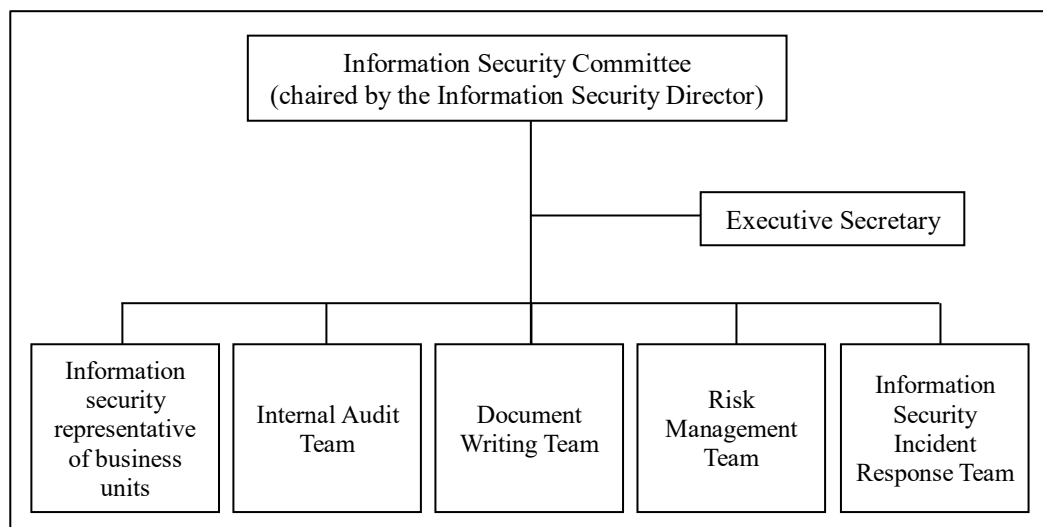 Information Security Committee
(chaired by the Information Security Director)
Executive Secretary
Information
security
representative
of business
units
Internal Audit
Team
Document
Writing Team
Risk
Management
Team
Information
Security
Incident
Response Team